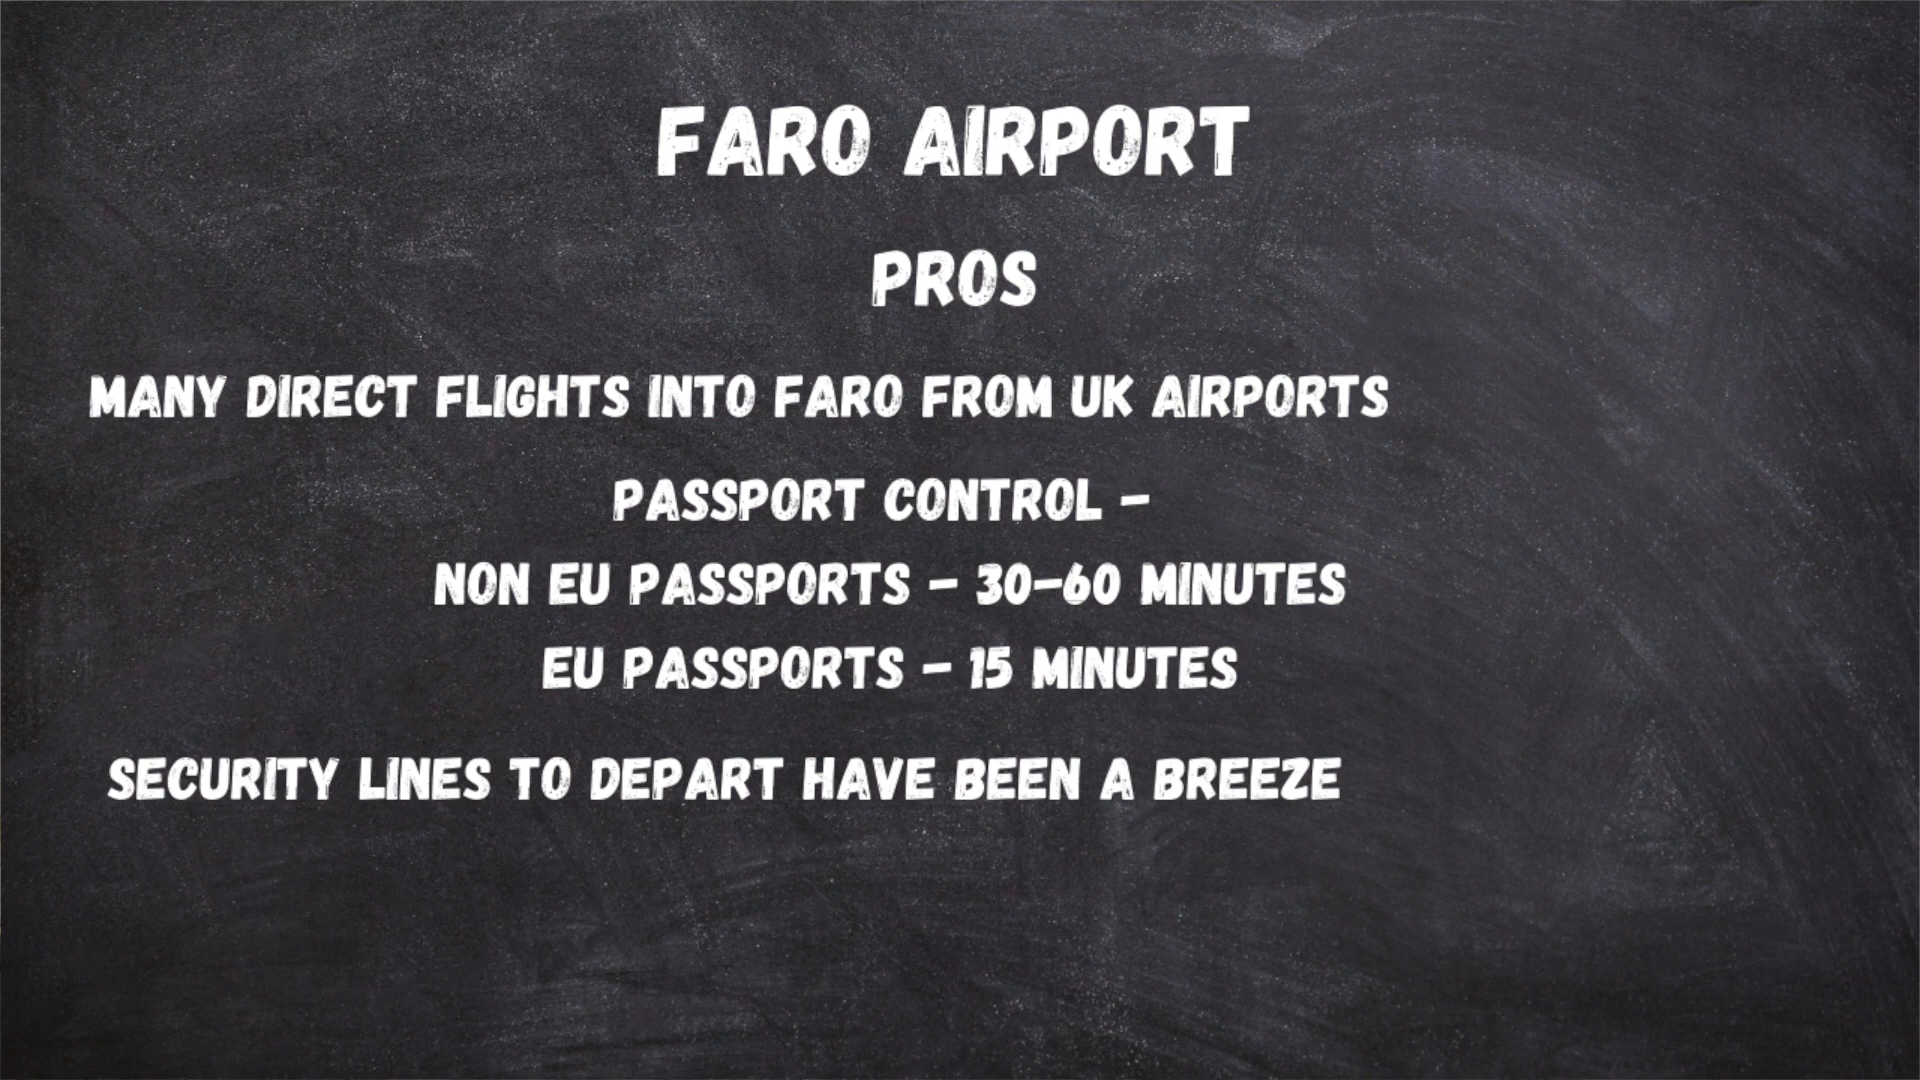 FARO AIRPORT
PROS
MANY DIRECT FLIGHTS INTO FARO FROM UK AIRPORTS
PASSPORT CONTROL –
NON EU PASSPORTS – 30–60 MINUTES
EU PASSPORTS – 15 MINUTES
SECURITY LINES TO DEPART HAVE BEEN A BREEZE